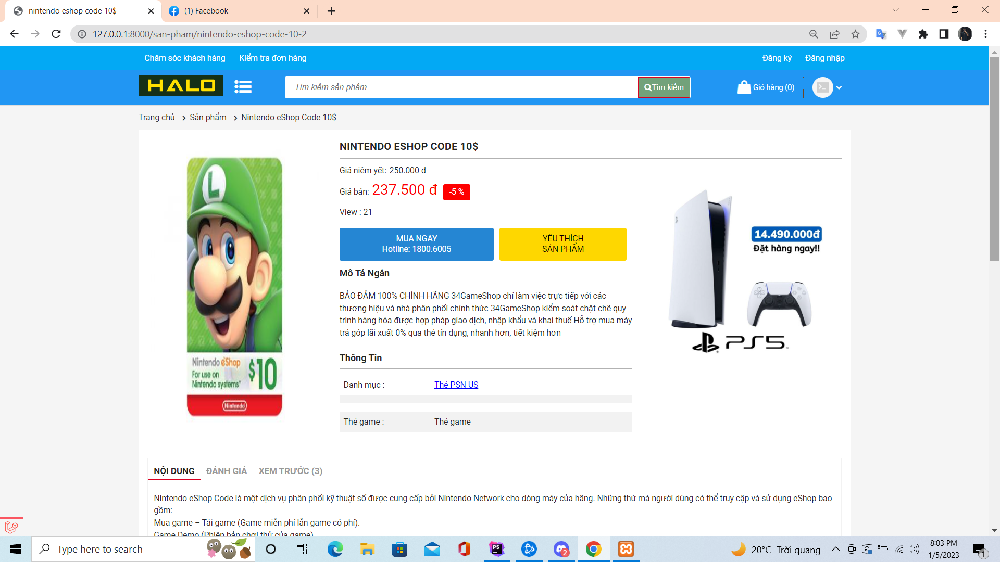 nintendo eshop code 10$
(1) Facebook
127.0.0.1:8000/san-pham/nintendo-eshop-code-10-2
Chăm sóc khách hàng Kiểm tra đơn hàng Đăng ký Đăng nhập
HALO
Tìm kiếm sản phẩm ...
Tìm kiếm
Giỏ hàng (0)
Trang chủ > Sản phẩm > Nintendo eShop Code 10$
NINTENDO ESHOP CODE 10$
Giá niêm yết: 250.000 đ
Giá bán: 237.500 đ -5 %
View : 21
MUA NGAY
Hotline: 1800.6005
YÊU THÍCH
SẢN PHẨM
Mô Tả Ngắn
BẢO ĐẢM 100% CHÍNH HÃNG 34GameShop chỉ làm việc trực tiếp với các
thương hiệu và nhà phân phối chính thức 34GameShop kiểm soát chặt chẽ quy
trình hàng hóa được hợp pháp giao dịch, nhập khẩu và khai thuế Hỗ trợ mua máy
trả góp lãi xuất 0% qua thẻ tín dụng, nhanh hơn, tiết kiệm hơn
Thông Tin
Danh mục : Thẻ PSN US
Thẻ game : Thẻ game
L
Nintendo eShop
For use on
Nintendo systems*
$10
Nintendo
14.490.000đ
Đặt hàng ngay!!
PS5
NỘI DUNG ĐÁNH GIÁ XEM TRƯỚC (3)
Nintendo eShop Code là một dịch vụ phân phối kỹ thuật số được cung cấp bởi Nintendo Network cho dòng máy của hãng. Những thứ mà người dùng có thể truy cập và sử dụng eShop bao
gồm:
Mua game – Tải game (Game miễn phí lẫn game có phí).
Game Demo (Phiên bản chơi thử của game)
Type here to search
PS
2
20°C Trời quang
8:03 PM
1/5/2023
1